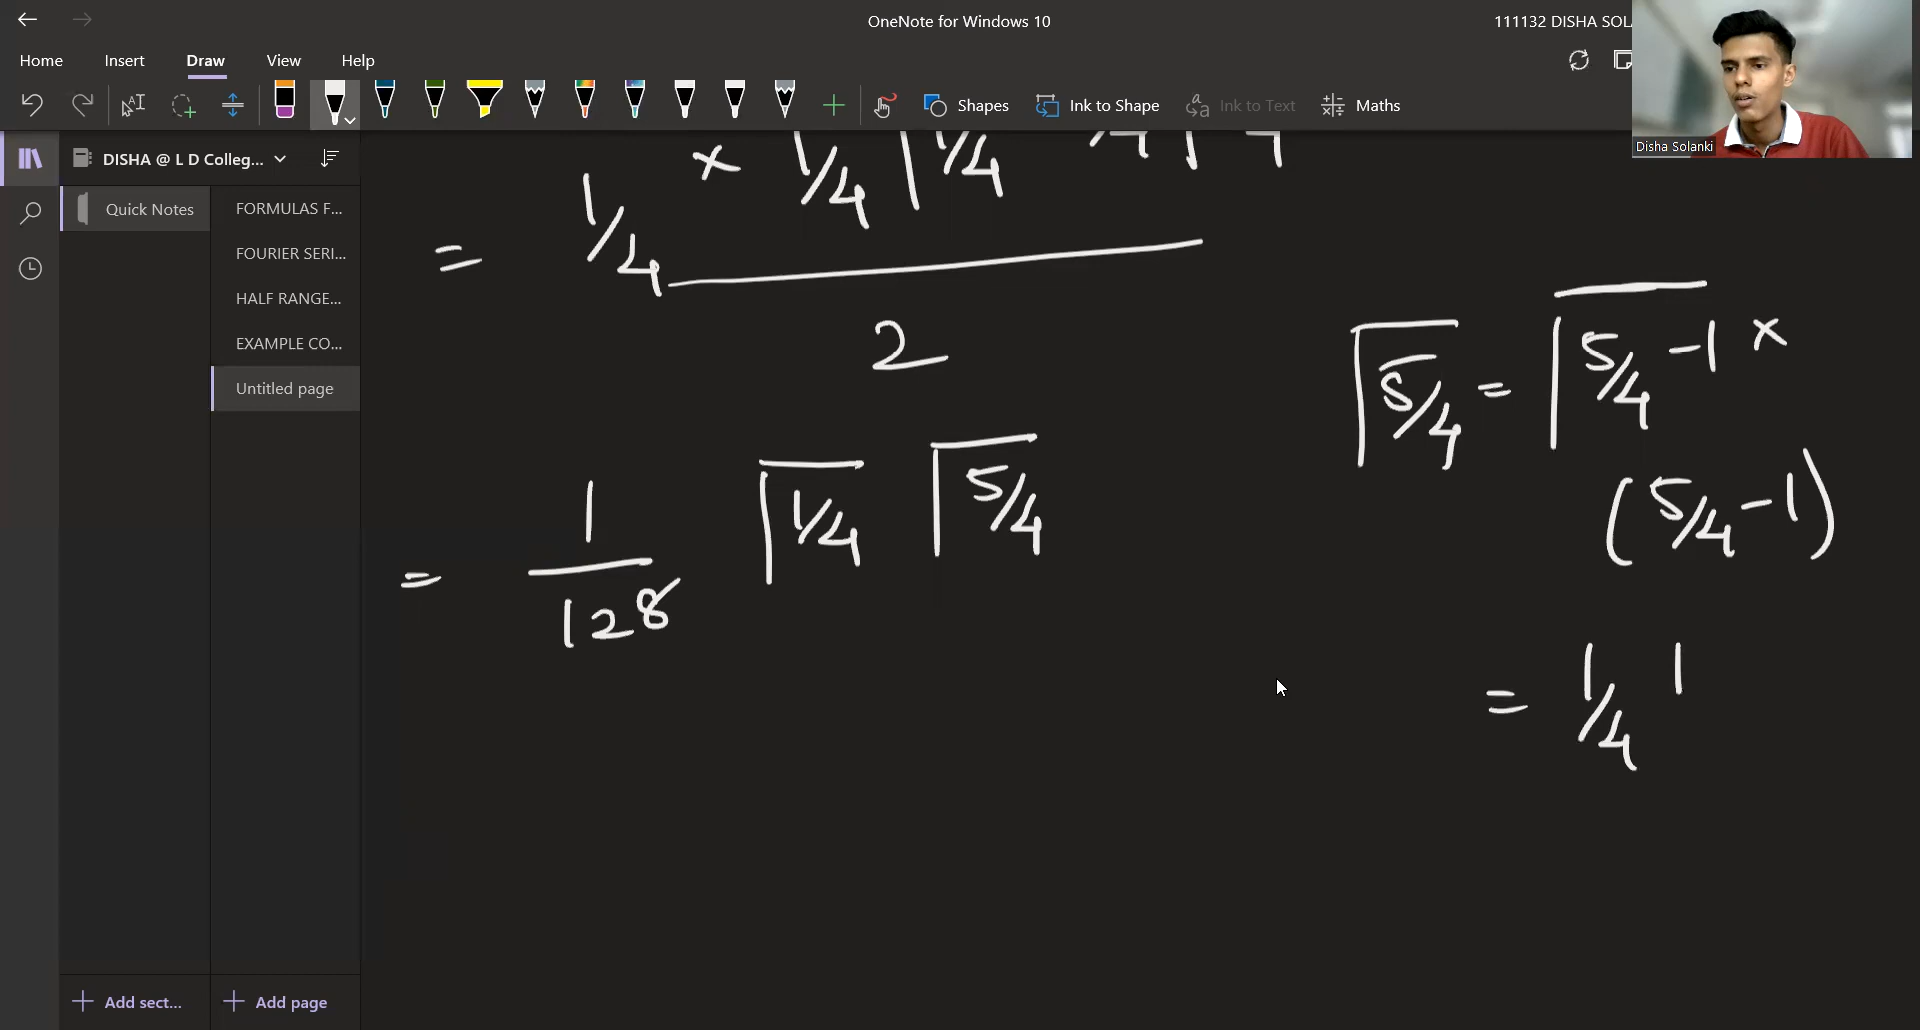 OneNote for Windows 10
111132 DISHA SOL
Home Insert Draw View Help
Shapes Ink to Shape Ink to Text Maths
Disha Solanki
DISHA @ L D Colleg...
Quick Notes
FORMULAS F...
FOURIER SERI...
HALF RANGE...
EXAMPLE CO...
Untitled page
= 1/4 × 1/4 Γ1/4
2
Γ5/4 = Γ5/4 - 1 ×
(5/4 - 1)
= 1/128 Γ1/4 Γ5/4
= 1/4 1
+ Add sect...
+ Add page